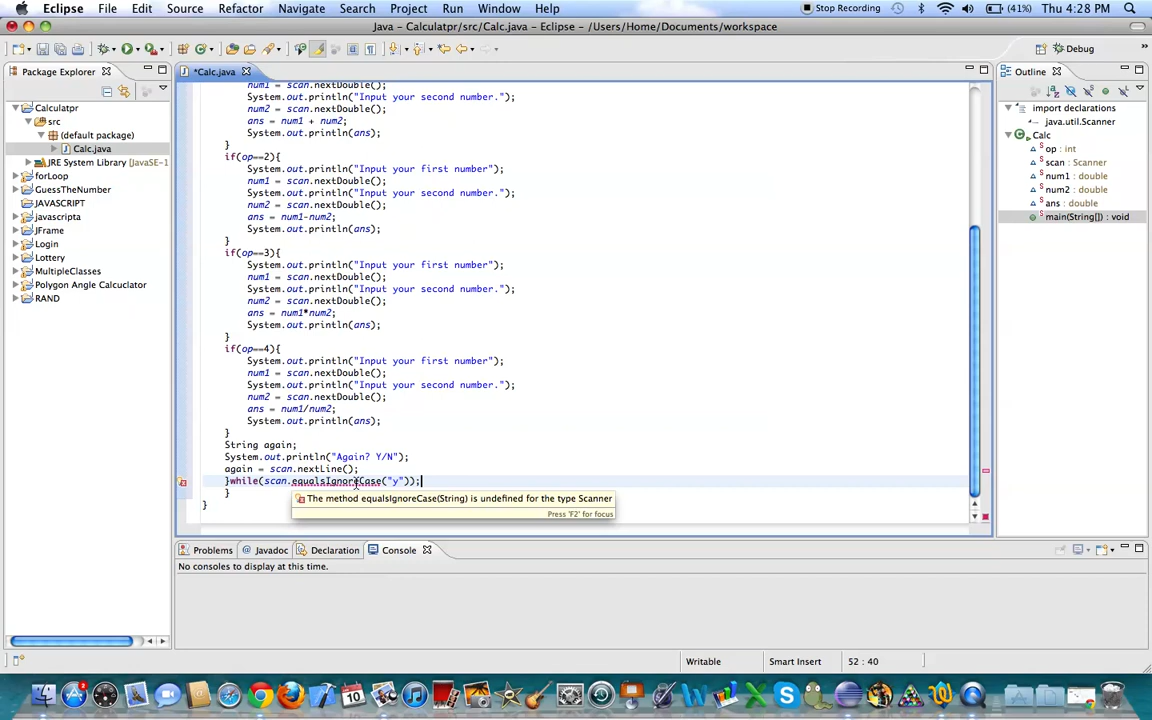 Eclipse File Edit Source Refactor Navigate Search Project Run Window Help Stop Recording (41%) Thu 4:28 PM
Java – Calculatpr/src/Calc.java – Eclipse – /Users/Home/Documents/workspace
Debug
Package Explorer
*Calc.java
Outline
Calculatpr
src
(default package)
Calc.java
JRE System Library [JavaSE-1
forLoop
GuessTheNumber
JAVASCRIPT
javascripta
JFrame
Login
Lottery
MultipleClasses
Polygon Angle Calcuclator
RAND
num1 = scan.nextDouble();
System.out.println("Input your second number.");
num2 = scan.nextDouble();
ans = num1 + num2;
System.out.println(ans);
}
if(op==2){
System.out.println("Input your first number");
num1 = scan.nextDouble();
System.out.println("Input your second number.");
num2 = scan.nextDouble();
ans = num1-num2;
System.out.println(ans);
}
if(op==3){
System.out.println("Input your first number");
num1 = scan.nextDouble();
System.out.println("Input your second number.");
num2 = scan.nextDouble();
ans = num1*num2;
System.out.println(ans);
}
if(op==4){
System.out.println("Input your first number");
num1 = scan.nextDouble();
System.out.println("Input your second number.");
num2 = scan.nextDouble();
ans = num1/num2;
System.out.println(ans);
}
String again;
System.out.println("Again? Y/N");
again = scan.nextLine();
}while(scan.equalsIgnoreCase("y"));
}
}
The method equalsIgnoreCase(String) is undefined for the type Scanner
Press 'F2' for focus
import declarations
java.util.Scanner
Calc
op : int
scan : Scanner
num1 : double
num2 : double
ans : double
main(String[]) : void
Problems @ Javadoc Declaration Console
No consoles to display at this time.
Writable Smart Insert 52 : 40